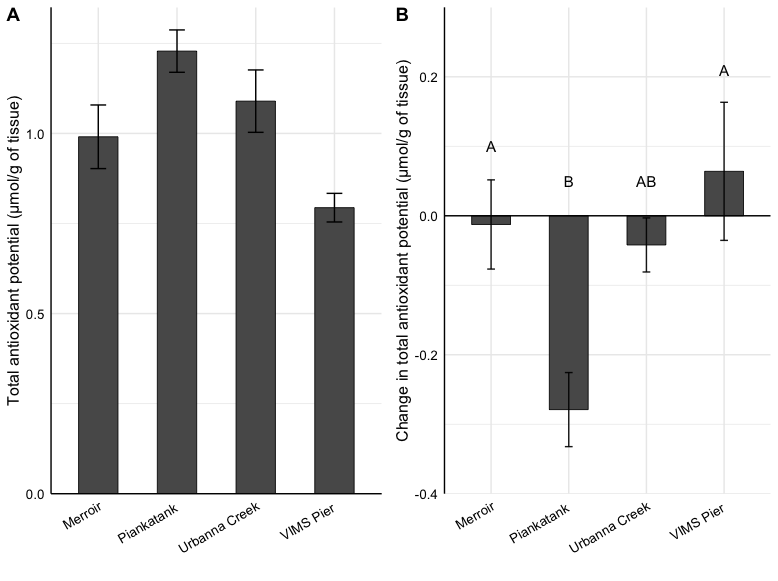 A
Total antioxidant potential (μmol/g of tissue)
1.0
0.5
0.0
Merroir
Piankatank
Urbanna Creek
VIMS Pier
B
Change in total antioxidant potential (μmol/g of tissue)
0.2
0.0
-0.2
-0.4
A
B
AB
A
Merroir
Piankatank
Urbanna Creek
VIMS Pier